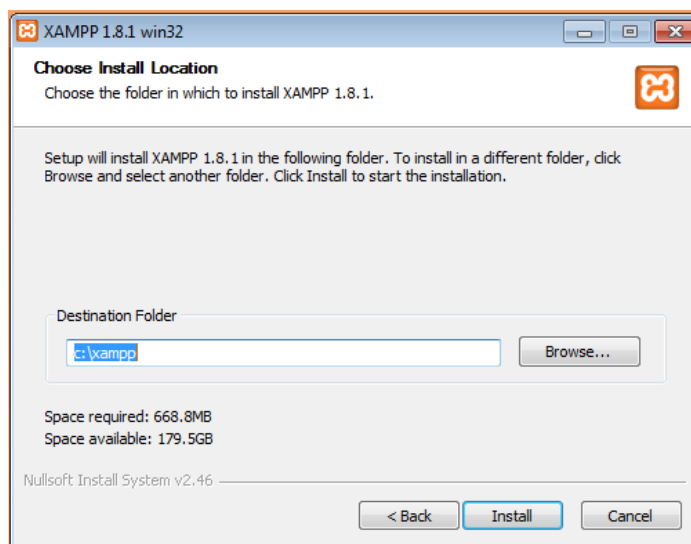 XAMPP 1.8.1 win32
Choose Install Location
Choose the folder in which to install XAMPP 1.8.1.
Setup will install XAMPP 1.8.1 in the following folder. To install in a different folder, click
Browse and select another folder. Click Install to start the installation.
Destination Folder
c:\xampp
Browse...
Space required: 668.8MB
Space available: 179.5GB
Nullsoft Install System v2.46
< Back
Install
Cancel